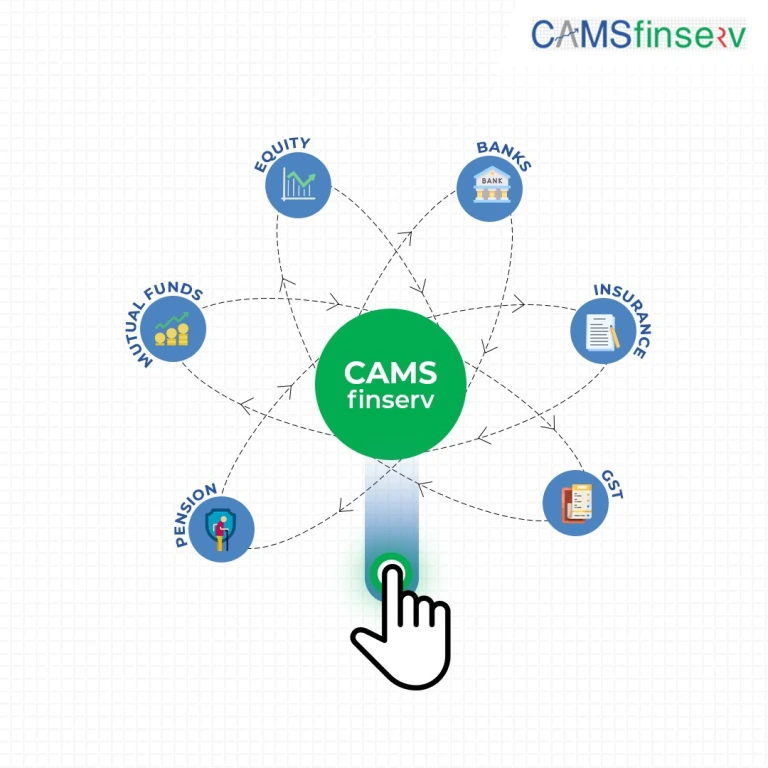 CAMSfinserv
EQUITY
BANKS
BANK
MUTUAL FUNDS
INSURANCE
CAMS
finserv
PENSION
GST